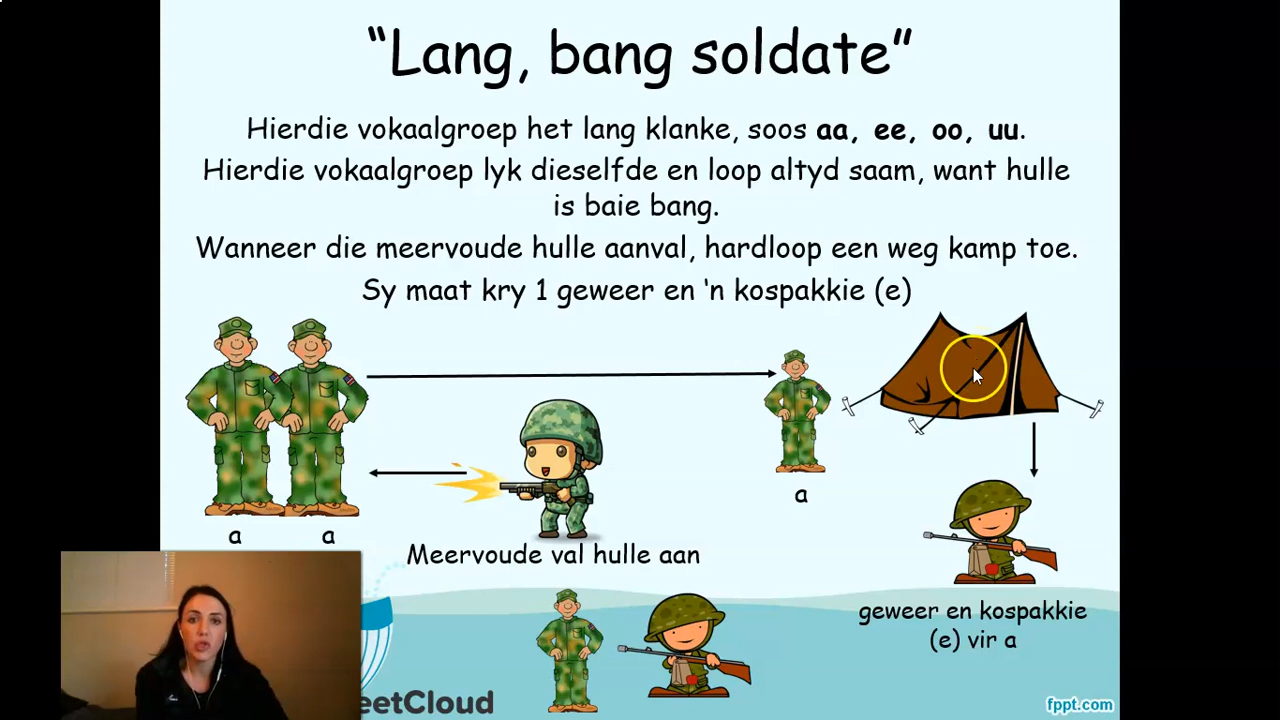 “Lang, bang soldate”
Hierdie vokaalgroep het lang klanke, soos aa, ee, oo, uu.
Hierdie vokaalgroep lyk dieselfde en loop altyd saam, want hulle
is baie bang.
Wanneer die meervoude hulle aanval, hardloop een weg kamp toe.
Sy maat kry 1 geweer en ‘n kospakkie (e)
a
a a
Meervoude val hulle aan
geweer en kospakkie
(e) vir a
eetCloud
fppt.com